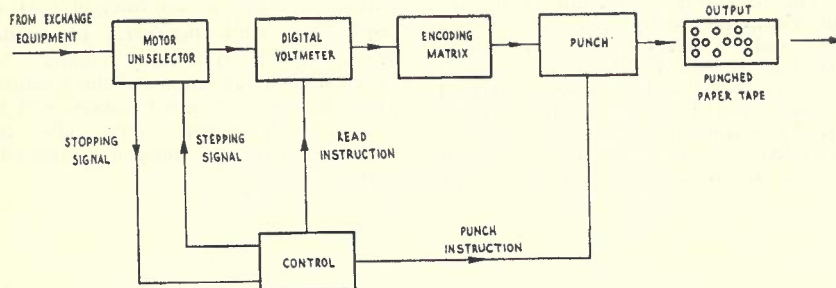 FROM EXCHANGE
EQUIPMENT
MOTOR
UNISELECTOR
DIGITAL
VOLTMETER
ENCODING
MATRIX
PUNCH
OUTPUT
PUNCHED
PAPER TAPE
STOPPING
SIGNAL
STEPPING
SIGNAL
READ
INSTRUCTION
PUNCH
INSTRUCTION
CONTROL